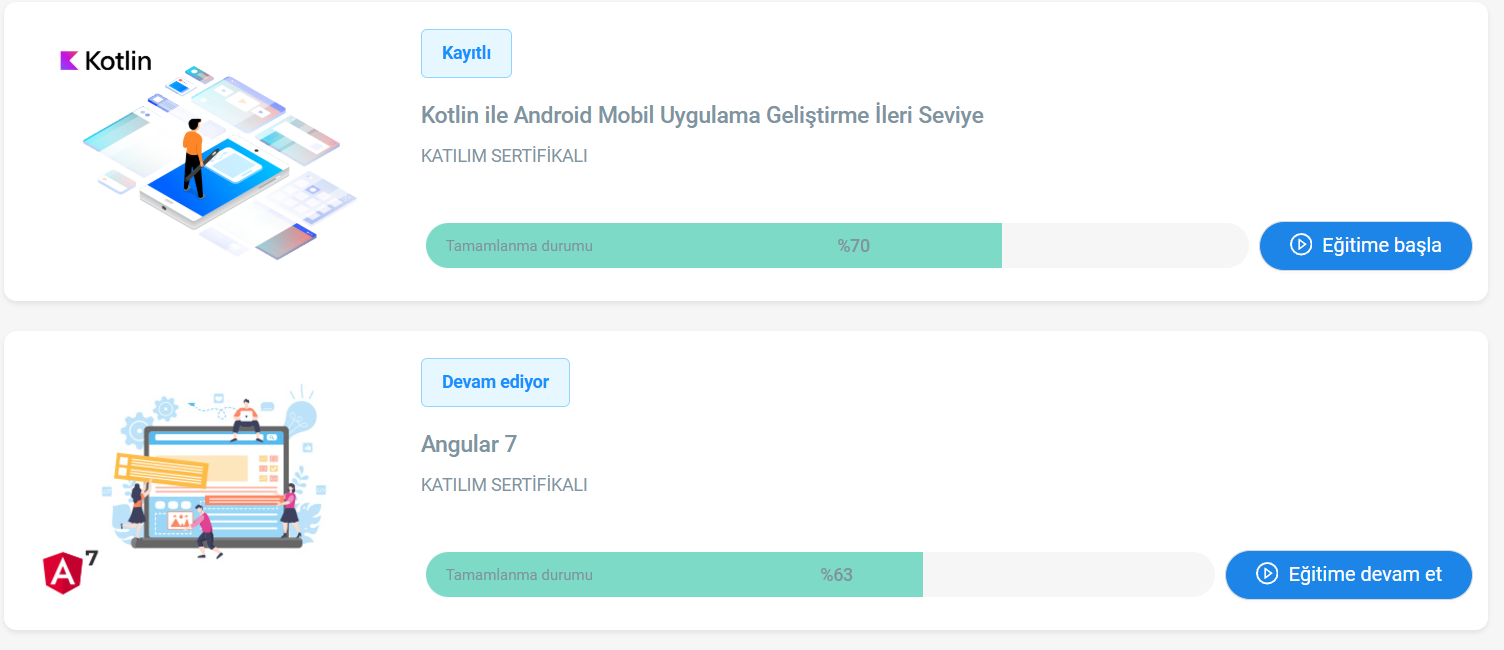 Kotlin
Kayıtlı
Kotlin ile Android Mobil Uygulama Geliştirme İleri Seviye
KATILIM SERTİFİKALI
Tamamlanma durumu %70
Eğitime başla
Devam ediyor
Angular 7
KATILIM SERTİFİKALI
A 7
Tamamlanma durumu %63
Eğitime devam et